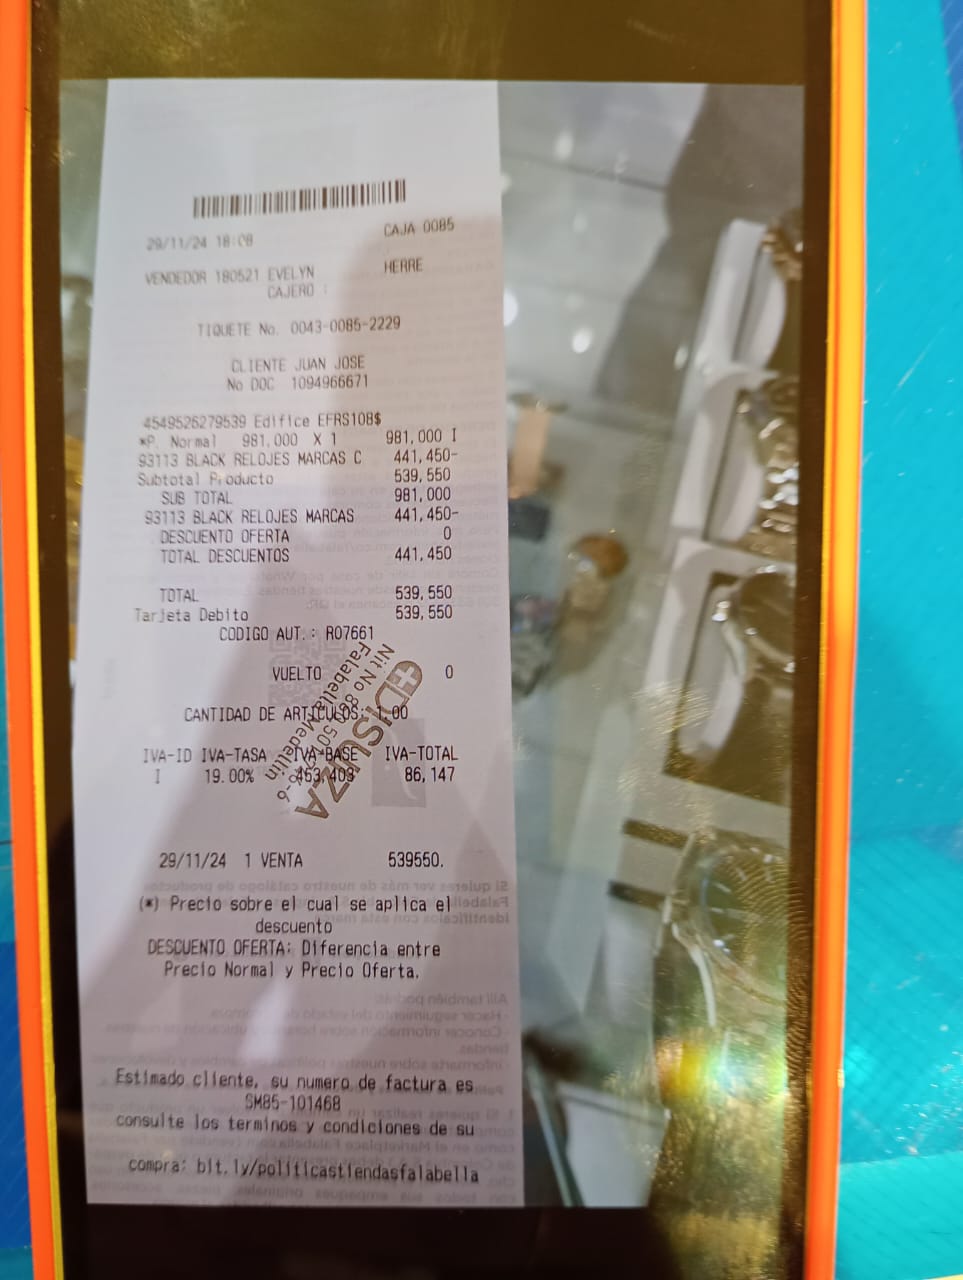 29/11/24 18:08 CAJA 0085
VENDEDOR 180521 EVELYN HERRE
CAJERO :
TIQUETE No. 0043-0085-2229
CLIENTE JUAN JOSE
No DOC 1094966671
4549526279539 Edifice EFRS108$
*P. Normal 981,000 X 1 981,000 I
93113 BLACK RELOJES MARCAS C 441,450-
Subtotal Producto 539,550
SUB TOTAL 981,000
93113 BLACK RELOJES MARCAS 441,450-
DESCUENTO OFERTA 0
TOTAL DESCUENTOS 441,450
TOTAL 539,550
Tarjeta Debito 539,550
CODIGO AUT.: R07661
VUELTO 0
CANTIDAD DE ARTICULOS: 1.00
DISUIZA
Falabella Medellin
Nit No
IVA-ID IVA-TASA IVA-BASE IVA-TOTAL
I 19.00% 453,403 86,147
29/11/24 1 VENTA 539550.
(*) Precio sobre el cual se aplica el
descuento
DESCUENTO OFERTA: Diferencia entre
Precio Normal y Precio Oferta.
Estimado cliente, su numero de factura es
SM85-101468
consulte los terminos y condiciones de su
compra: bit.ly/politicastiendasfalabella